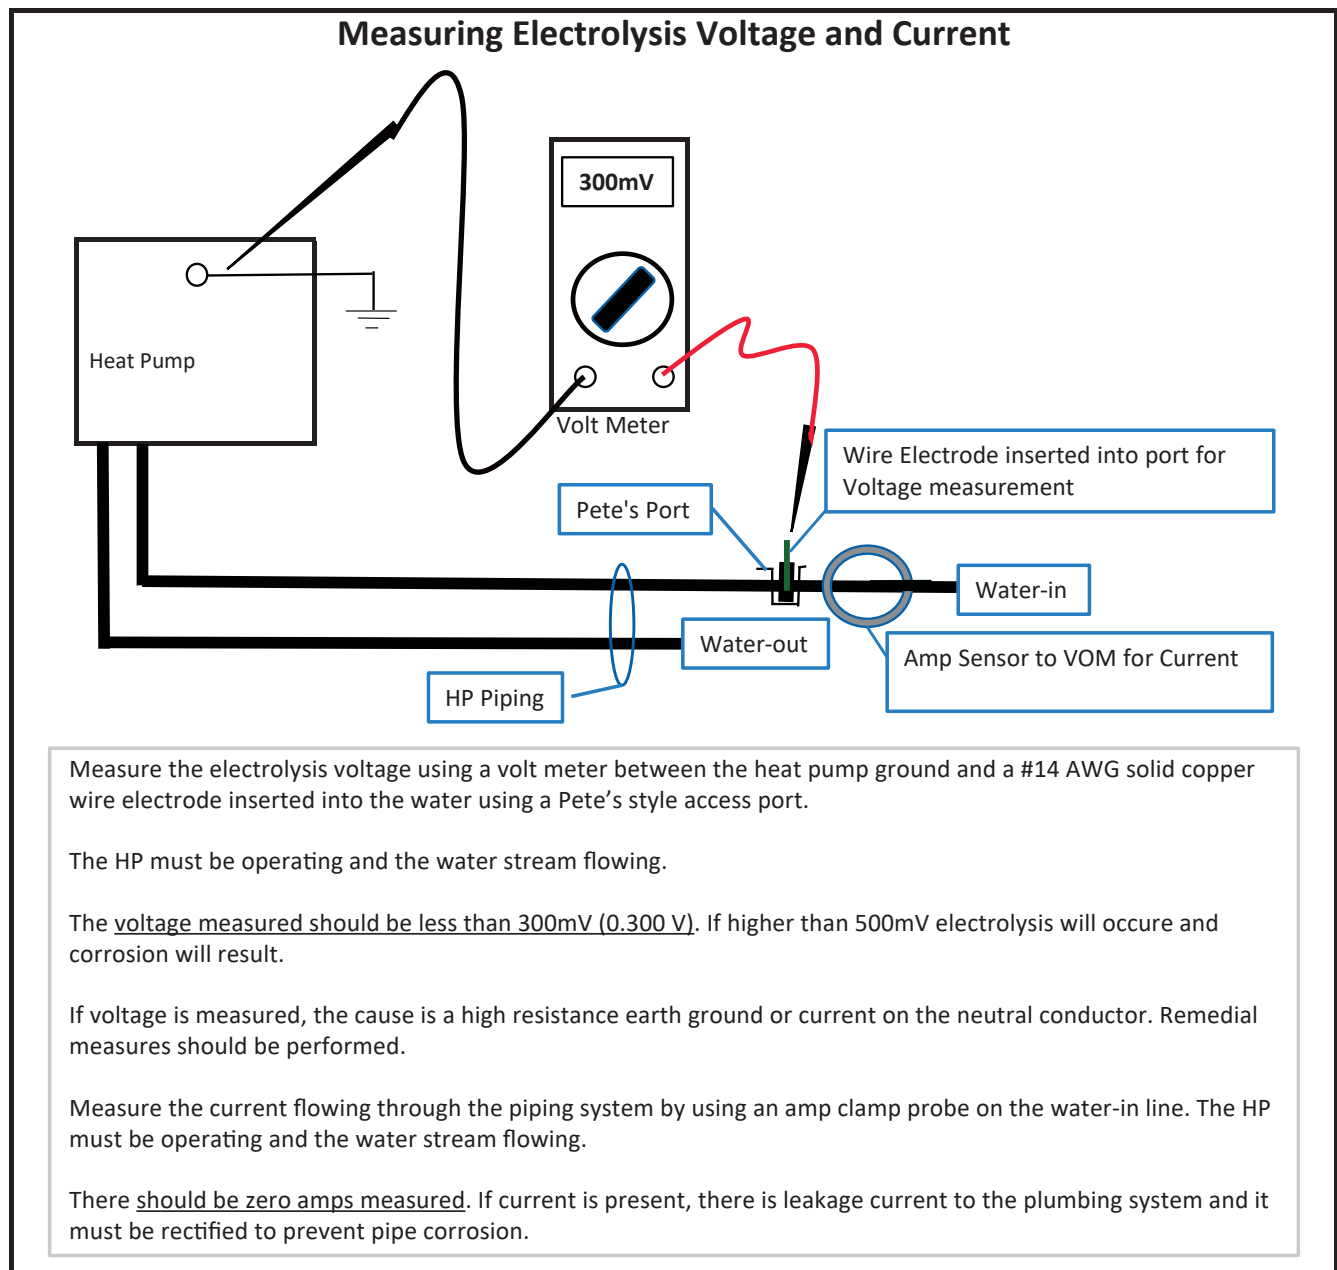 Measuring Electrolysis Voltage and Current
300mV
Heat Pump
Volt Meter
Wire Electrode inserted into port for
Voltage measurement
Pete's Port
Water-in
Water-out
Amp Sensor to VOM for Current
HP Piping
Measure the electrolysis voltage using a volt meter between the heat pump ground and a #14 AWG solid copper
wire electrode inserted into the water using a Pete’s style access port.
The HP must be operating and the water stream flowing.
The voltage measured should be less than 300mV (0.300 V). If higher than 500mV electrolysis will occure and
corrosion will result.
If voltage is measured, the cause is a high resistance earth ground or current on the neutral conductor. Remedial
measures should be performed.
Measure the current flowing through the piping system by using an amp clamp probe on the water-in line. The HP
must be operating and the water stream flowing.
There should be zero amps measured. If current is present, there is leakage current to the plumbing system and it
must be rectified to prevent pipe corrosion.